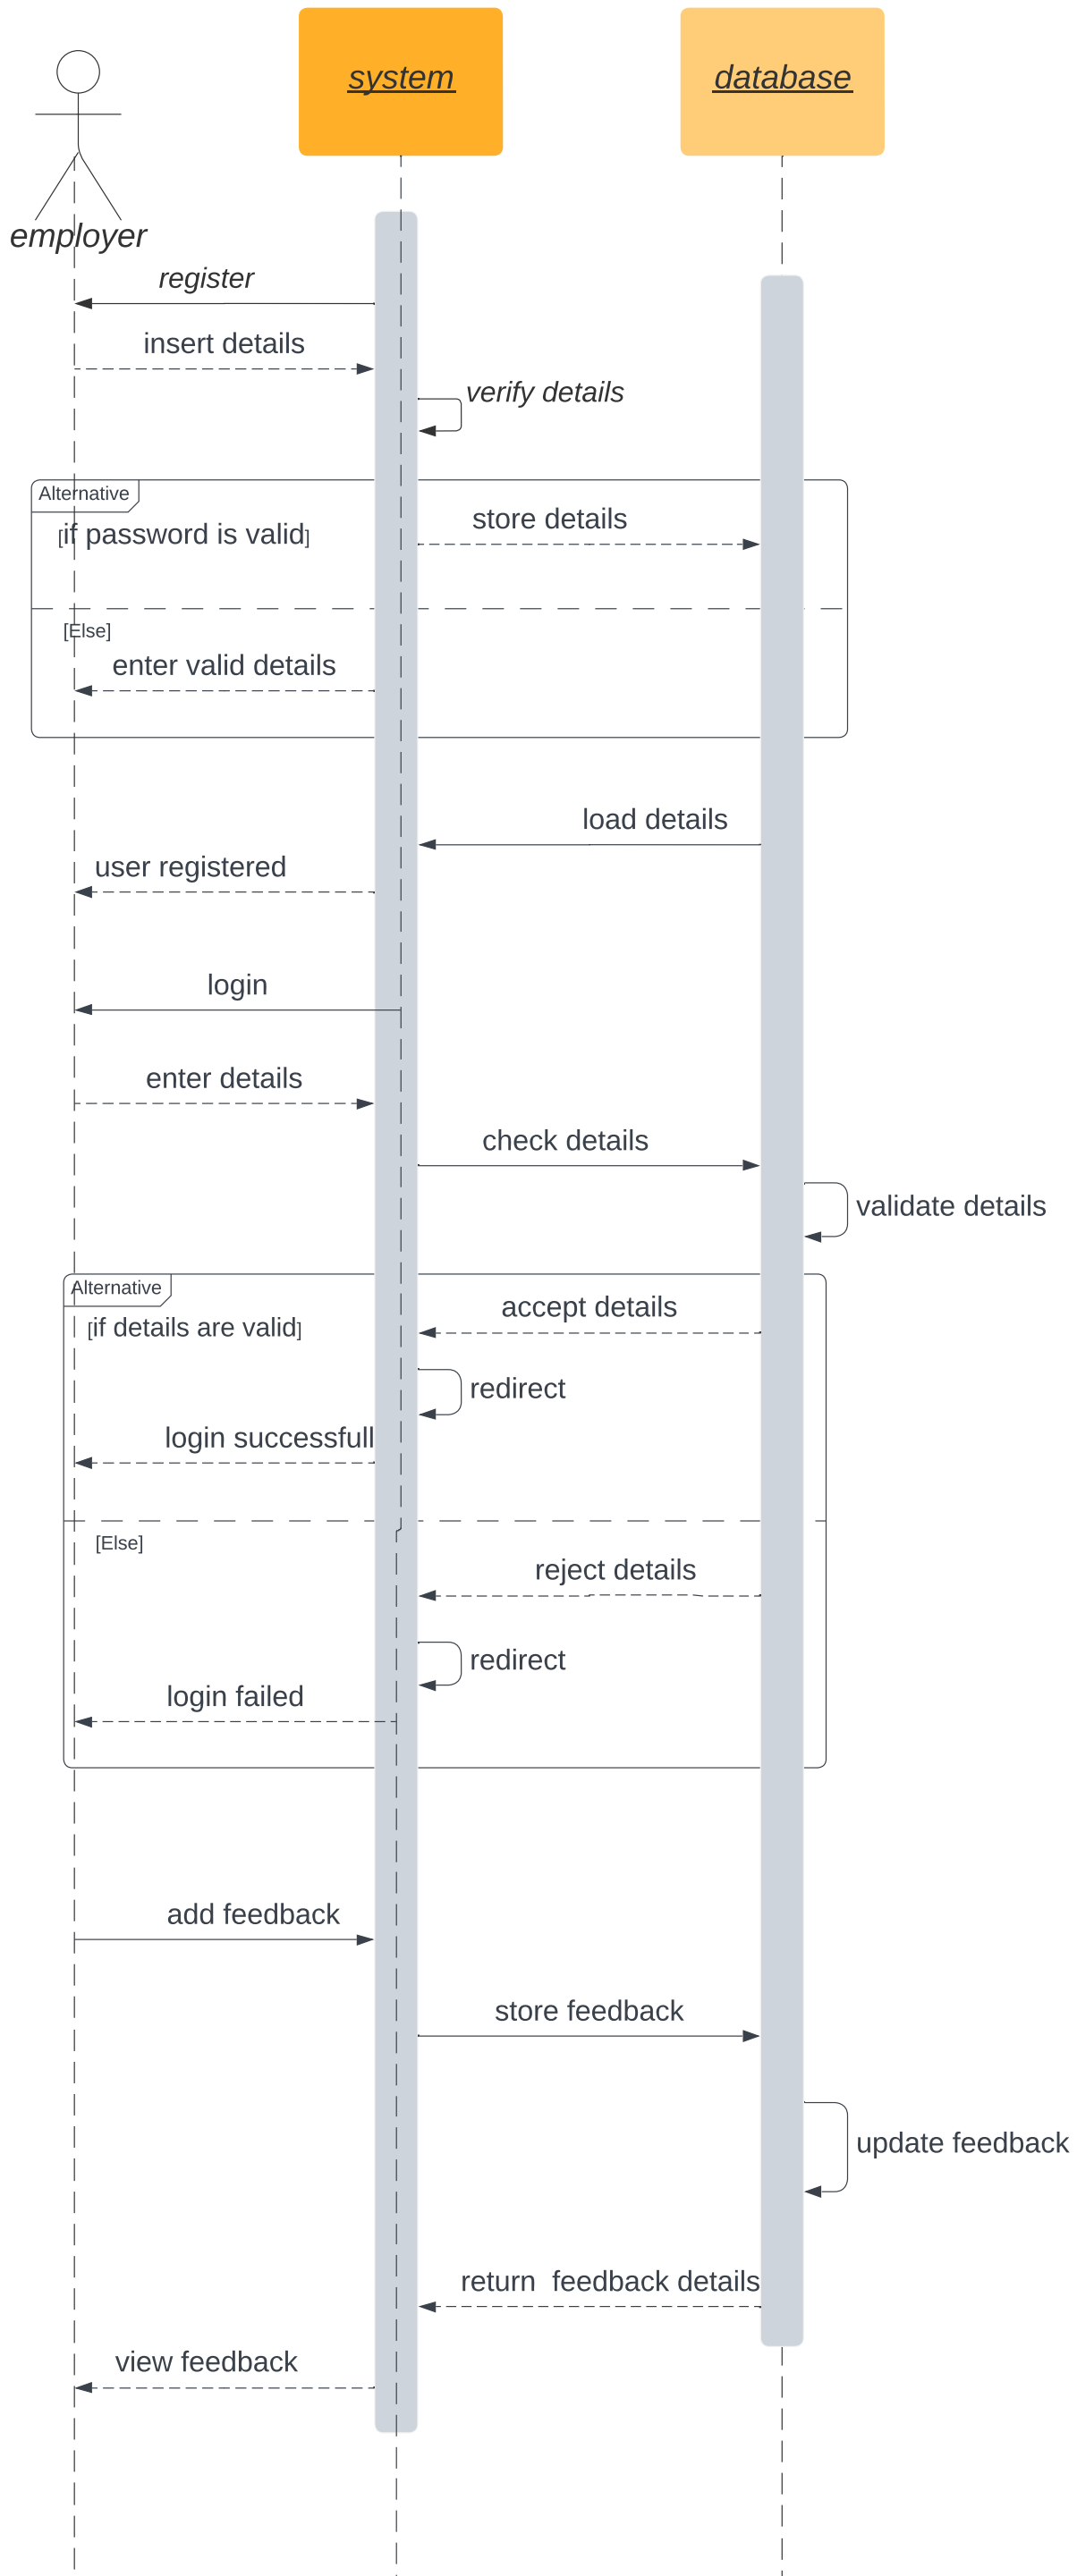 system
database
employer
register
insert details
verify details
Alternative
[if password is valid]
store details
[Else]
enter valid details
load details
user registered
login
enter details
check details
validate details
Alternative
[if details are valid]
accept details
redirect
login successfull
[Else]
reject details
redirect
login failed
add feedback
store feedback
update feedback
return  feedback details
view feedback